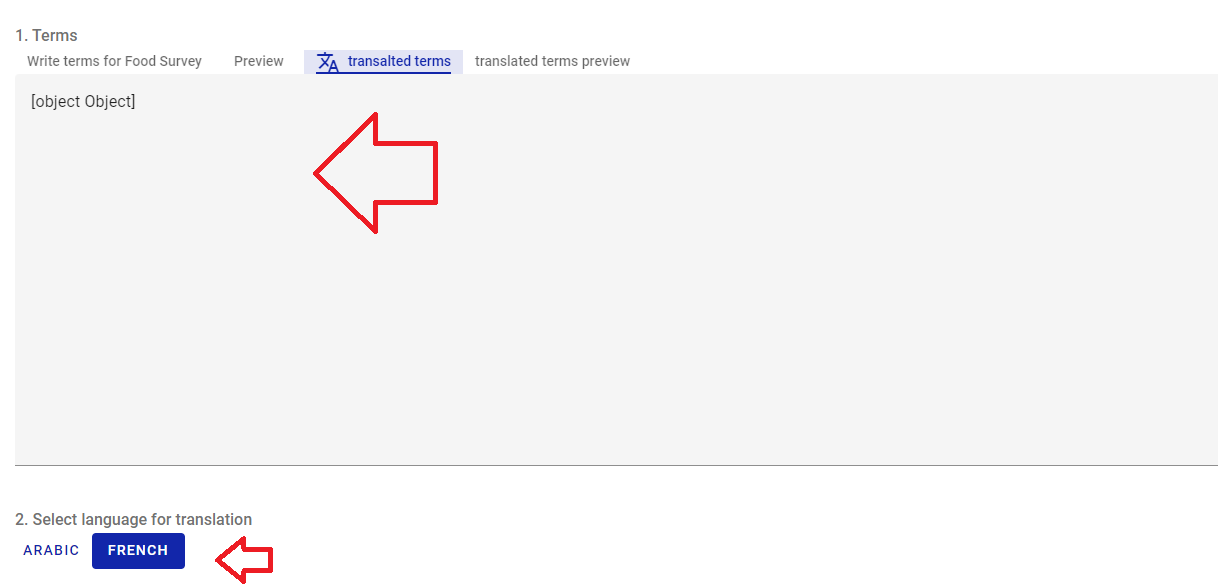 1. Terms
Write terms for Food Survey Preview transalted terms translated terms preview
[object Object]
2. Select language for translation
ARABIC FRENCH